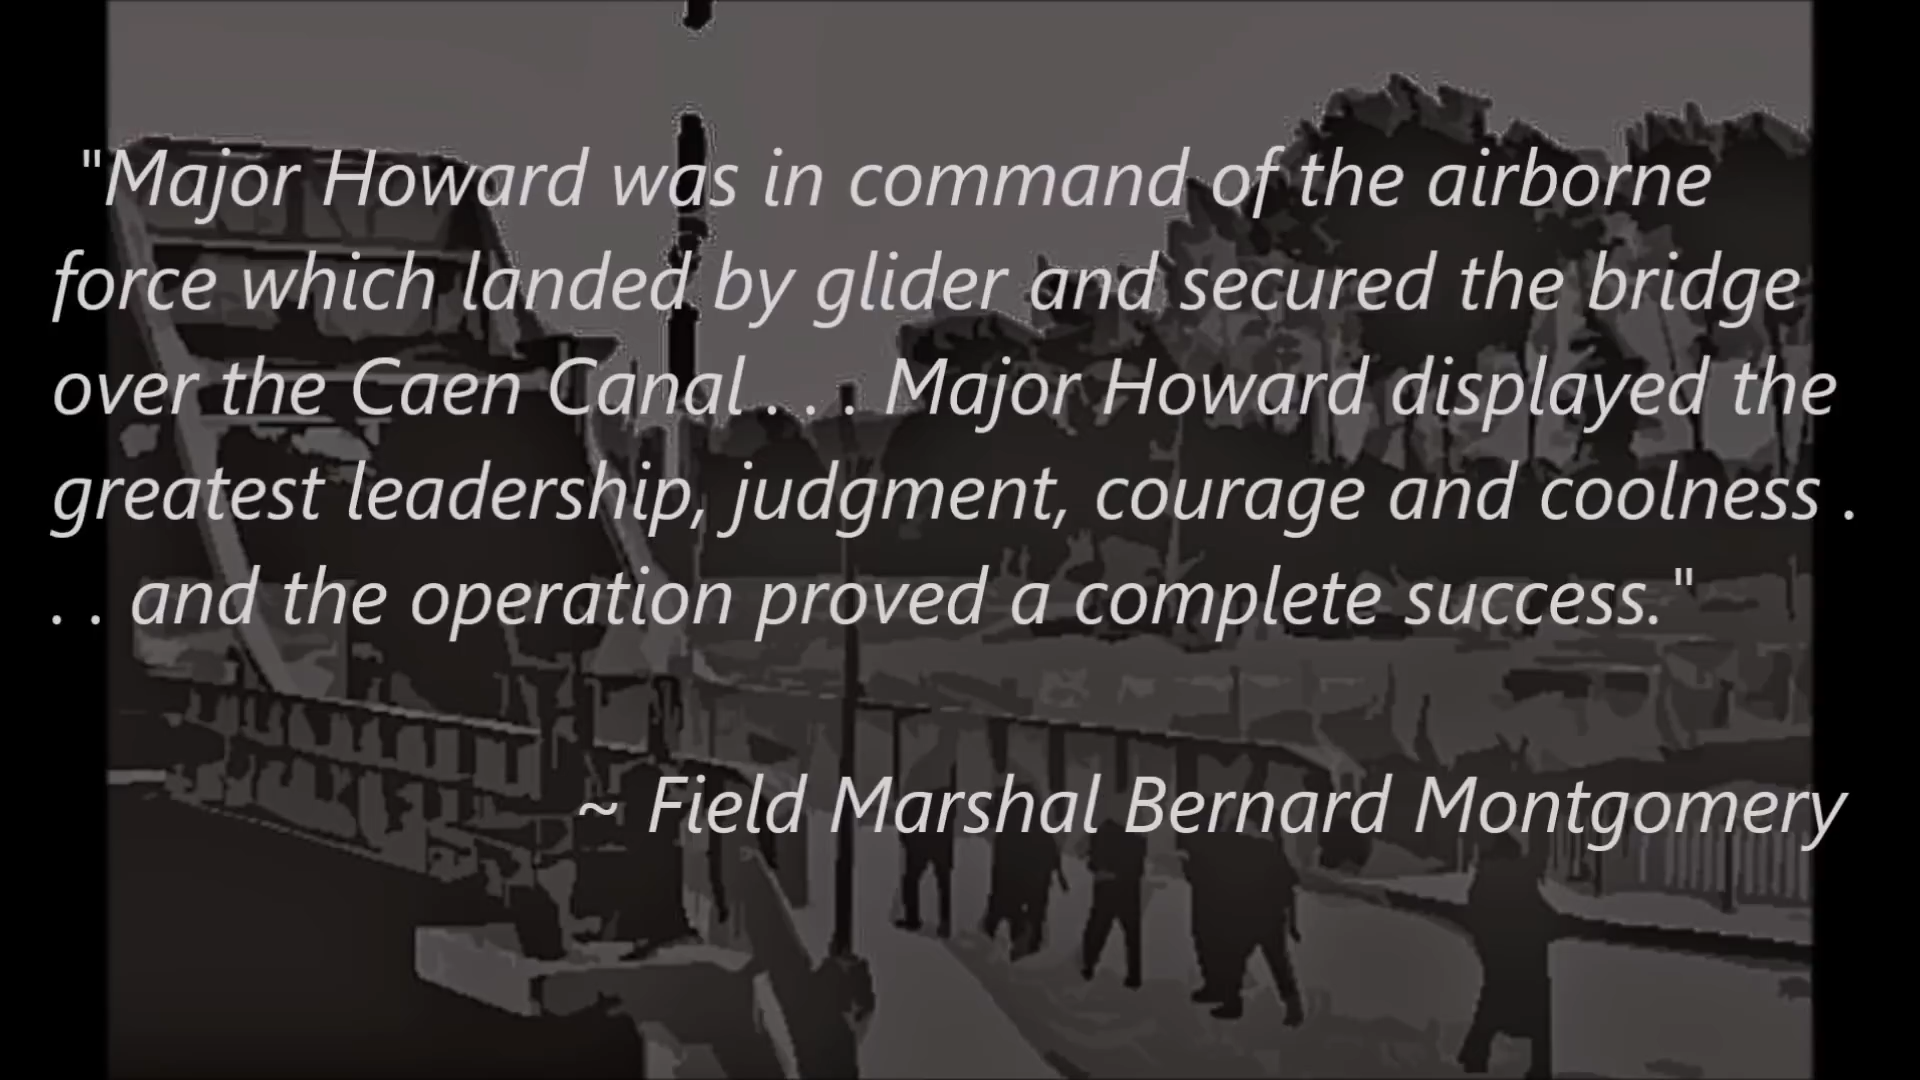 "Major Howard was in command of the airborne
force which landed by glider and secured the bridge
over the Caen Canal . . . Major Howard displayed the
greatest leadership, judgment, courage and coolness .
. . and the operation proved a complete success."
~ Field Marshal Bernard Montgomery